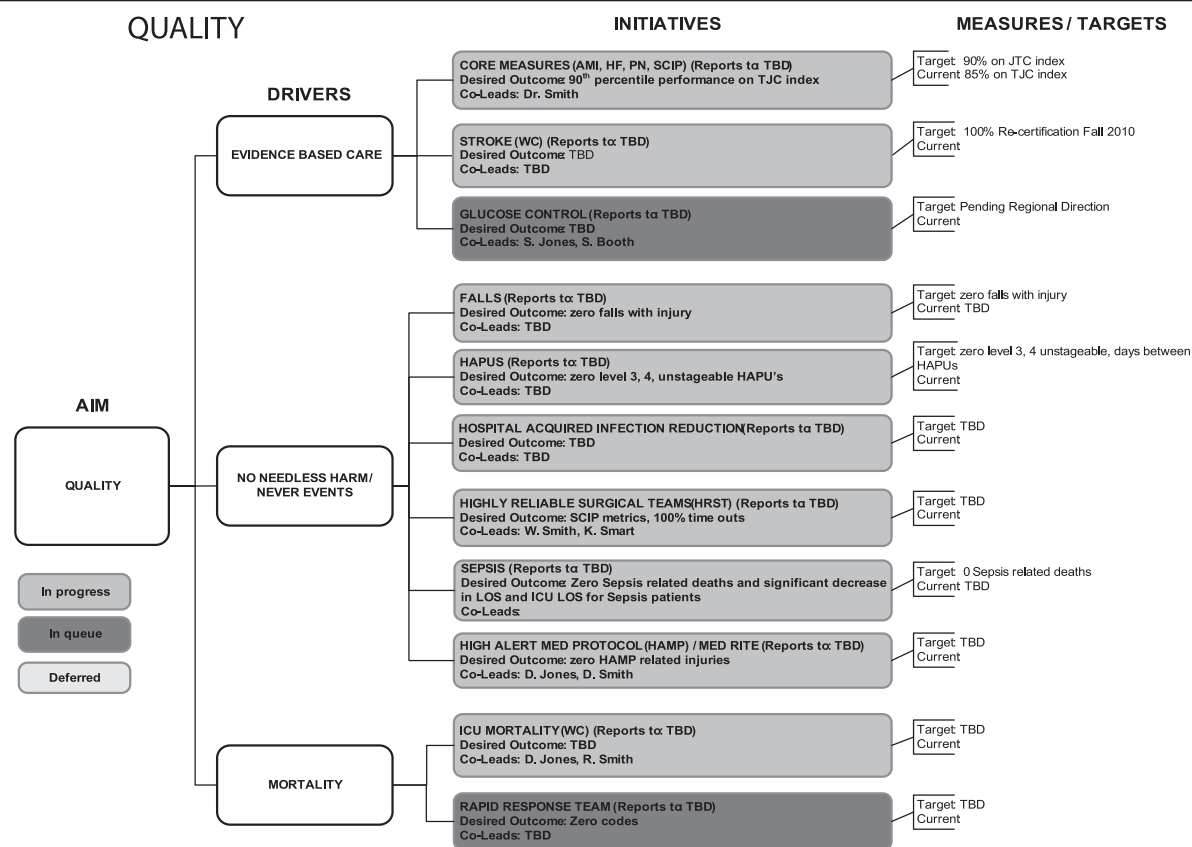 QUALITY
INITIATIVES
MEASURES / TARGETS
DRIVERS
AIM
QUALITY
In progress
In queue
Deferred
EVIDENCE BASED CARE
CORE MEASURES (AMI, HF, PN, SCIP) (Reports to: TBD)
Desired Outcome: 90th percentile performance on TJC index
Co-Leads: Dr. Smith
Target: 90% on JTC index
Current 85% on TJC index
STROKE (WC) (Reports to: TBD)
Desired Outcome: TBD
Co-Leads: TBD
Target: 100% Re-certification Fall 2010
Current
GLUCOSE CONTROL (Reports to: TBD)
Desired Outcome: TBD
Co-Leads: S. Jones, S. Booth
Target: Pending Regional Direction
Current
NO NEEDLESS HARM/
NEVER EVENTS
FALLS (Reports to: TBD)
Desired Outcome: zero falls with injury
Co-Leads: TBD
Target: zero falls with injury
Current TBD
HAPUS (Reports to: TBD)
Desired Outcome: zero level 3, 4, unstageable HAPU's
Co-Leads: TBD
Target: zero level 3, 4 unstageable, days between
HAPUs
Current
HOSPITAL ACQUIRED INFECTION REDUCTION (Reports to: TBD)
Desired Outcome: TBD
Co-Leads: TBD
Target: TBD
Current
HIGHLY RELIABLE SURGICAL TEAMS(HRST) (Reports to: TBD)
Desired Outcome: SCIP metrics, 100% time outs
Co-Leads: W. Smith, K. Smart
Target: TBD
Current
SEPSIS (Reports to: TBD)
Desired Outcome: Zero Sepsis related deaths and significant decrease
in LOS and ICU LOS for Sepsis patients
Co-Leads:
Target: 0 Sepsis related deaths
Current TBD
HIGH ALERT MED PROTOCOL (HAMP) / MED RITE (Reports to: TBD)
Desired Outcome: zero HAMP related injuries
Co-Leads: D. Jones, D. Smith
Target: TBD
Current
MORTALITY
ICU MORTALITY (WC) (Reports to: TBD)
Desired Outcome: TBD
Co-Leads: D. Jones, R. Smith
Target: TBD
Current
RAPID RESPONSE TEAM (Reports to: TBD)
Desired Outcome: Zero codes
Co-Leads: TBD
Target: TBD
Current